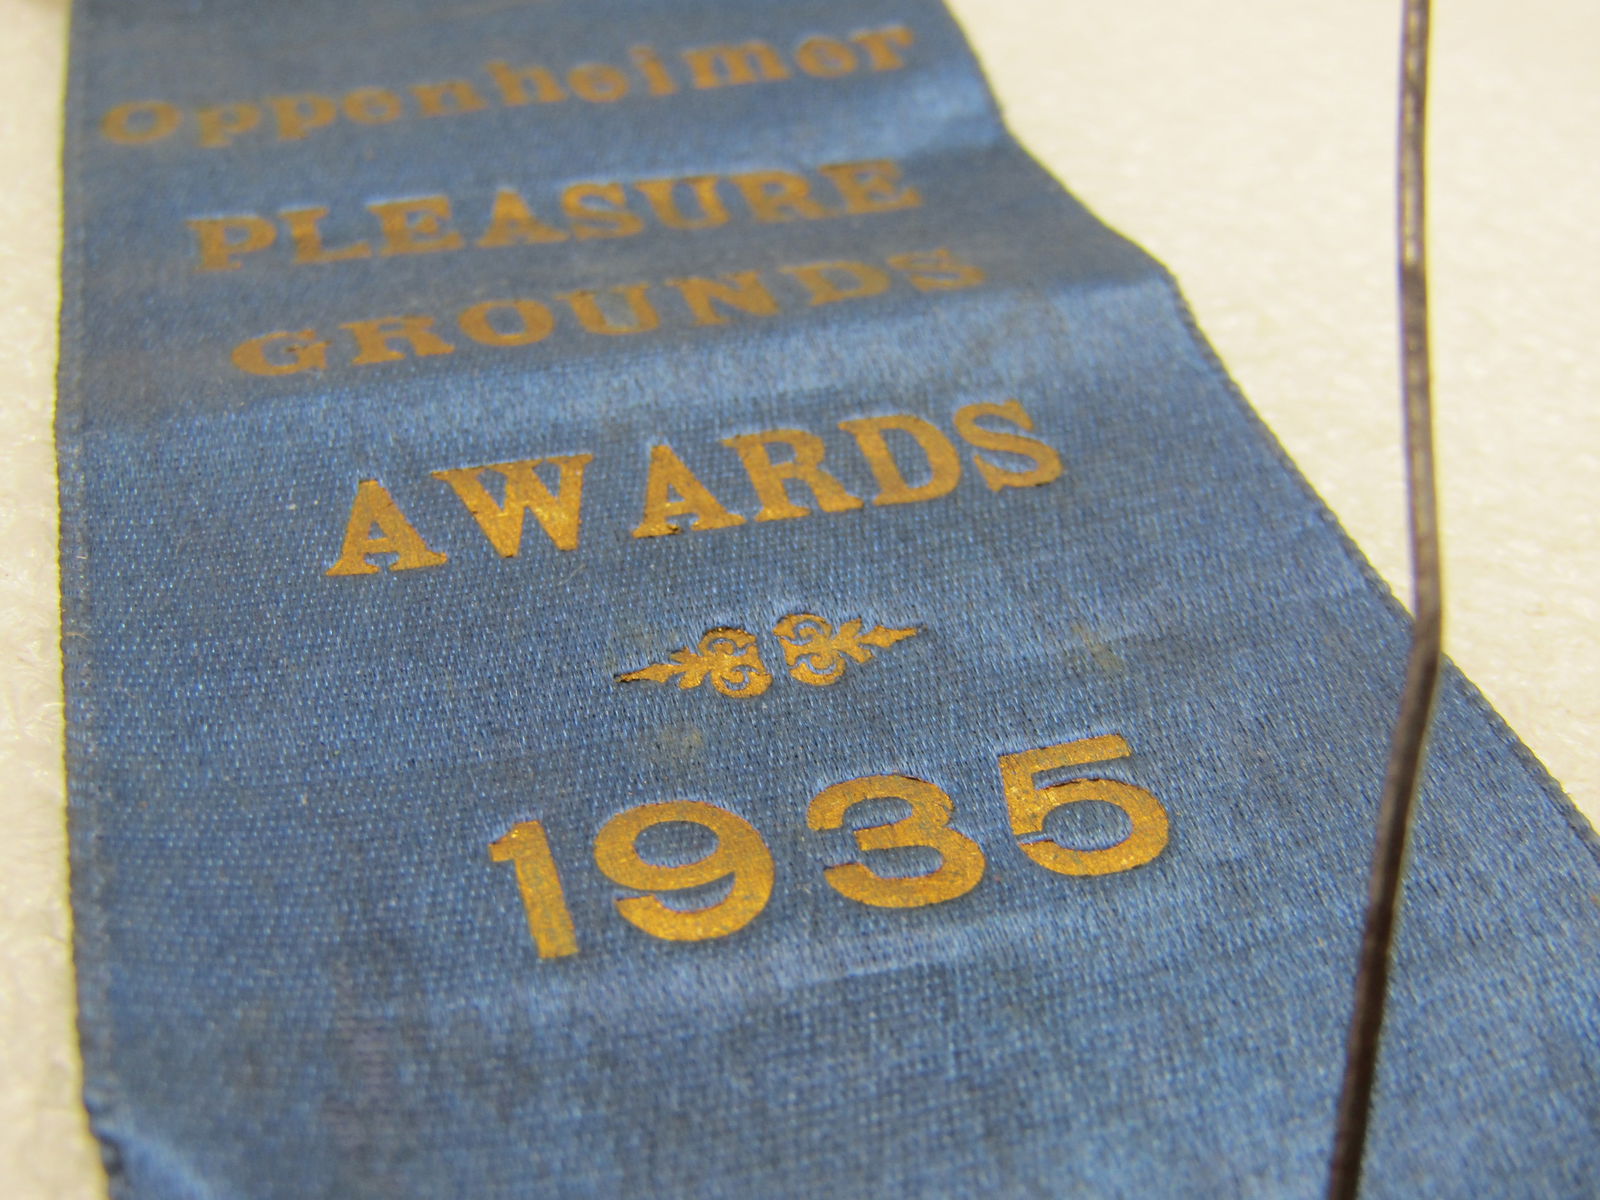 Oppenheimer
PLEASURE
GROUNDS
AWARDS
1935